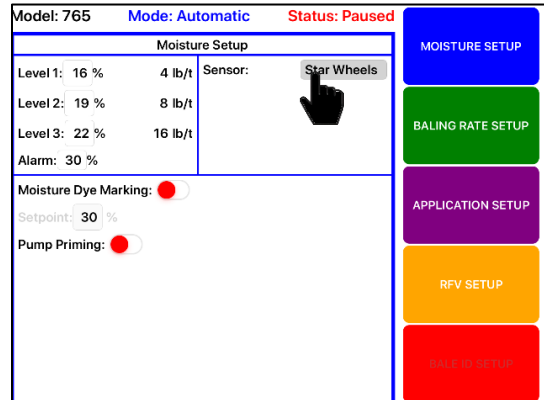 Model: 765 Mode: Automatic Status: Paused
Moisture Setup
Level 1: 16 % 4 lb/t
Level 2: 19 % 8 lb/t
Level 3: 22 % 16 lb/t
Alarm: 30 %
Sensor: Star Wheels
Moisture Dye Marking:
Setpoint: 30 %
Pump Priming:
MOISTURE SETUP
BALING RATE SETUP
APPLICATION SETUP
RFV SETUP
BALE ID SETUP